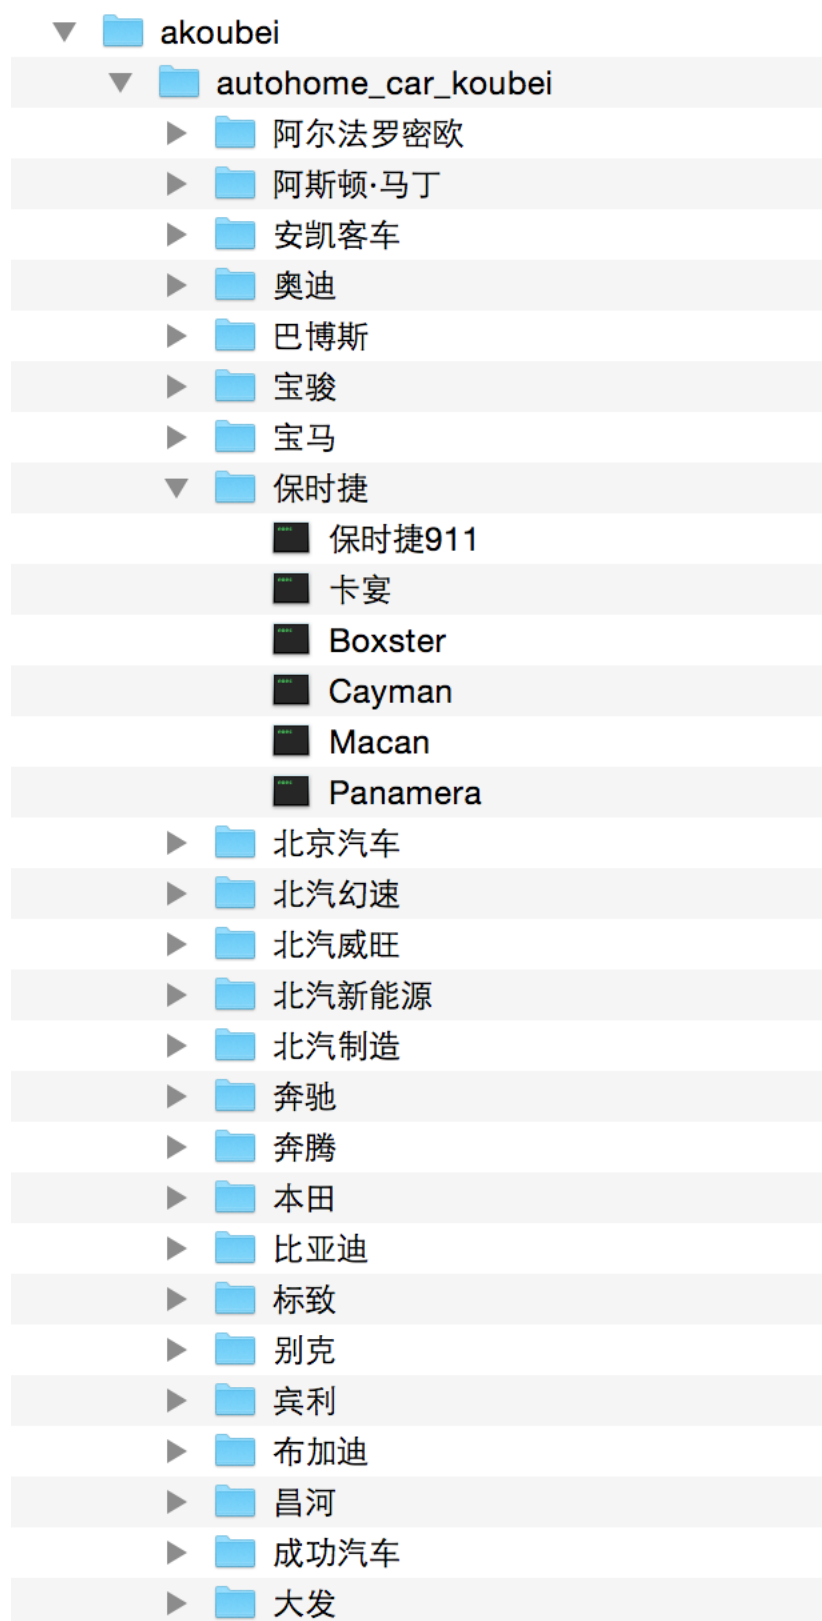 akoubei
autohome_car_koubei
阿尔法罗密欧
阿斯顿·马丁
安凯客车
奥迪
巴博斯
宝骏
宝马
保时捷
保时捷911
卡宴
Boxster
Cayman
Macan
Panamera
北京汽车
北汽幻速
北汽威旺
北汽新能源
北汽制造
奔驰
奔腾
本田
比亚迪
标致
别克
宾利
布加迪
昌河
成功汽车
大发